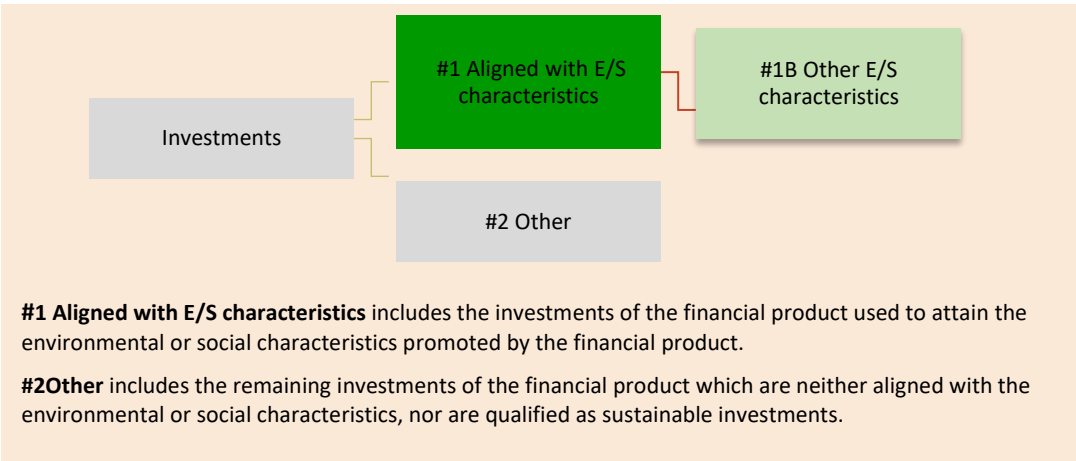 #1 Aligned with E/S
characteristics
#1B Other E/S
characteristics
Investments
#2 Other
#1 Aligned with E/S characteristics includes the investments of the financial product used to attain the
environmental or social characteristics promoted by the financial product.
#2Other includes the remaining investments of the financial product which are neither aligned with the
environmental or social characteristics, nor are qualified as sustainable investments.